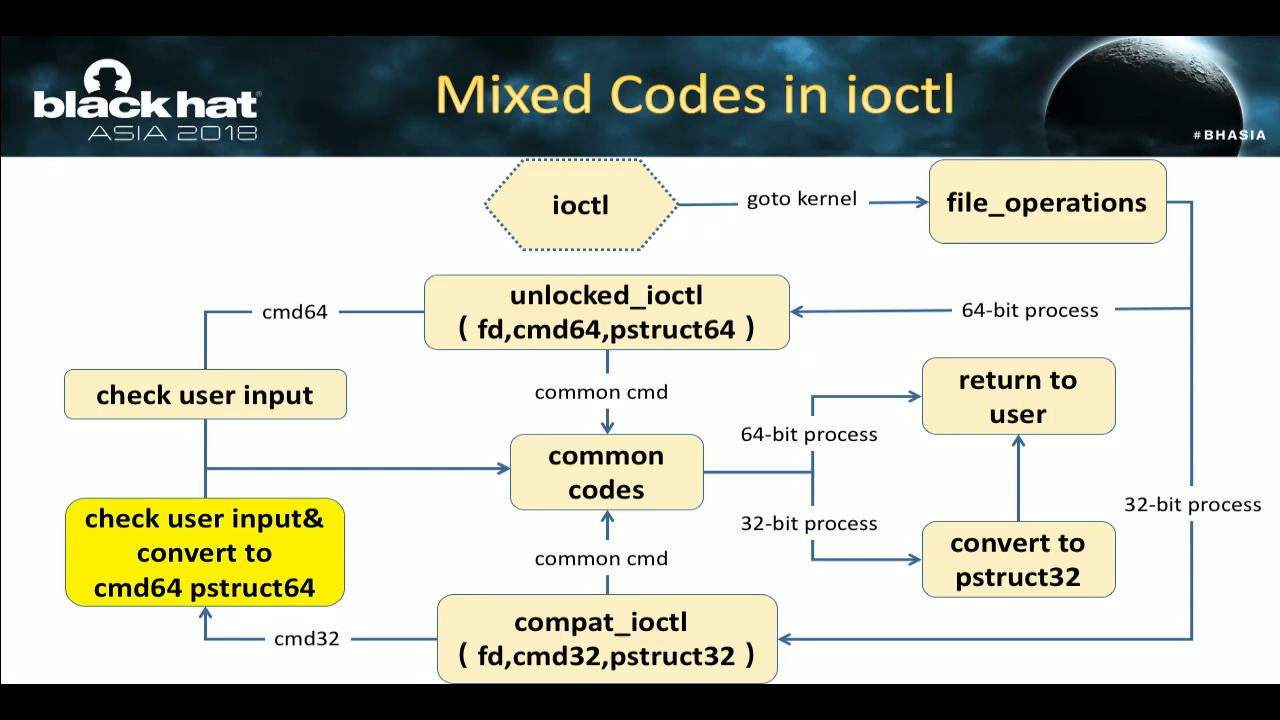 black hat
ASIA 2018
Mixed Codes in ioctl
#BHASIA
ioctl
goto kernel
file_operations
unlocked_ioctl
( fd,cmd64,pstruct64 )
cmd64
64-bit process
check user input
common cmd
return to
user
64-bit process
common
codes
32-bit process
32-bit process
check user input&
convert to
cmd64 pstruct64
convert to
pstruct32
common cmd
compat_ioctl
( fd,cmd32,pstruct32 )
cmd32